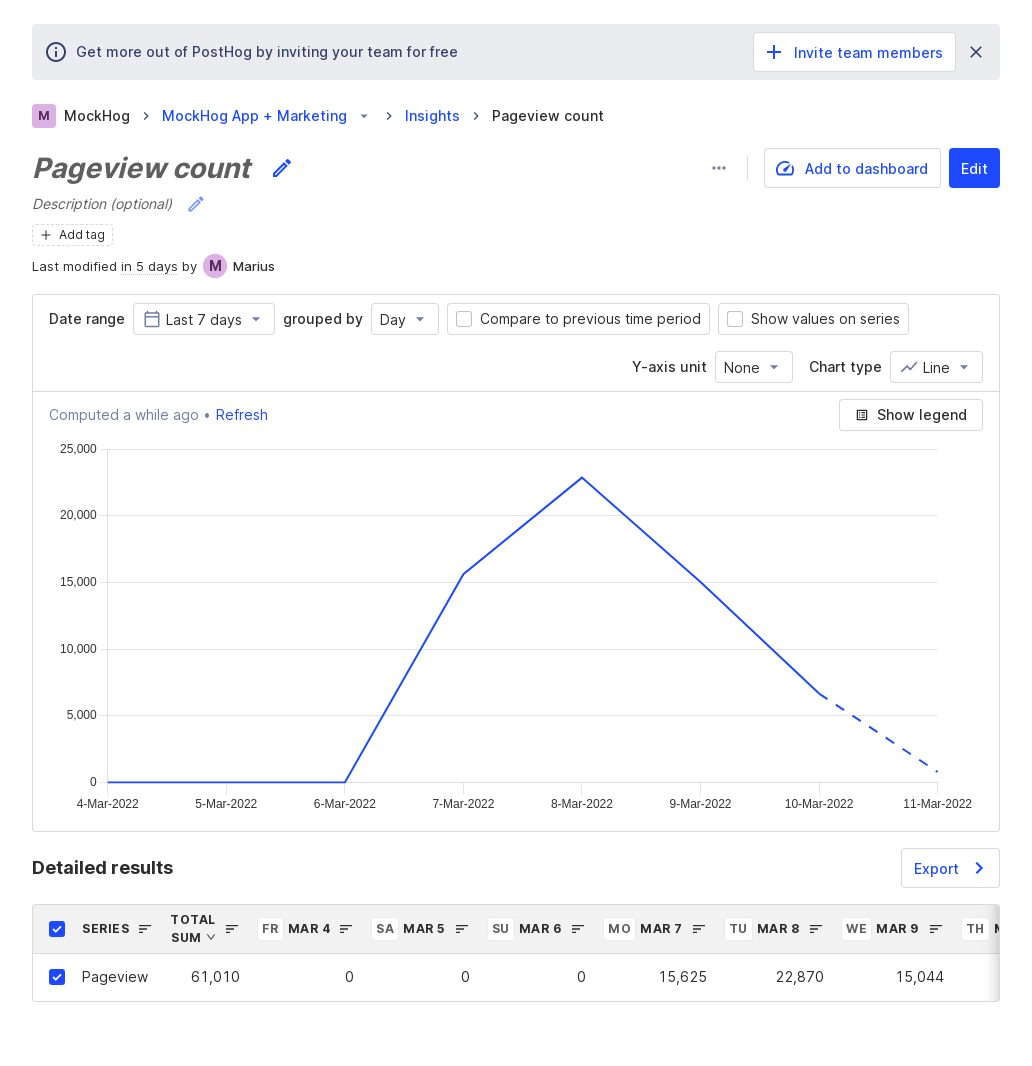 Get more out of PostHog by inviting your team for free
Invite team members
M MockHog MockHog App + Marketing Insights Pageview count
Pageview count
Add to dashboard
Edit
Description (optional)
Add tag
Last modified in 5 days by M Marius
Date range Last 7 days grouped by Day Compare to previous time period Show values on series
Y-axis unit None Chart type Line
Computed a while ago • Refresh
Show legend
25,000
20,000
15,000
10,000
5,000
0
4-Mar-2022 5-Mar-2022 6-Mar-2022 7-Mar-2022 8-Mar-2022 9-Mar-2022 10-Mar-2022 11-Mar-2022
Detailed results
Export
SERIES TOTAL SUM FR MAR 4 SA MAR 5 SU MAR 6 MO MAR 7 TU MAR 8 WE MAR 9 TH
Pageview 61,010 0 0 0 15,625 22,870 15,044